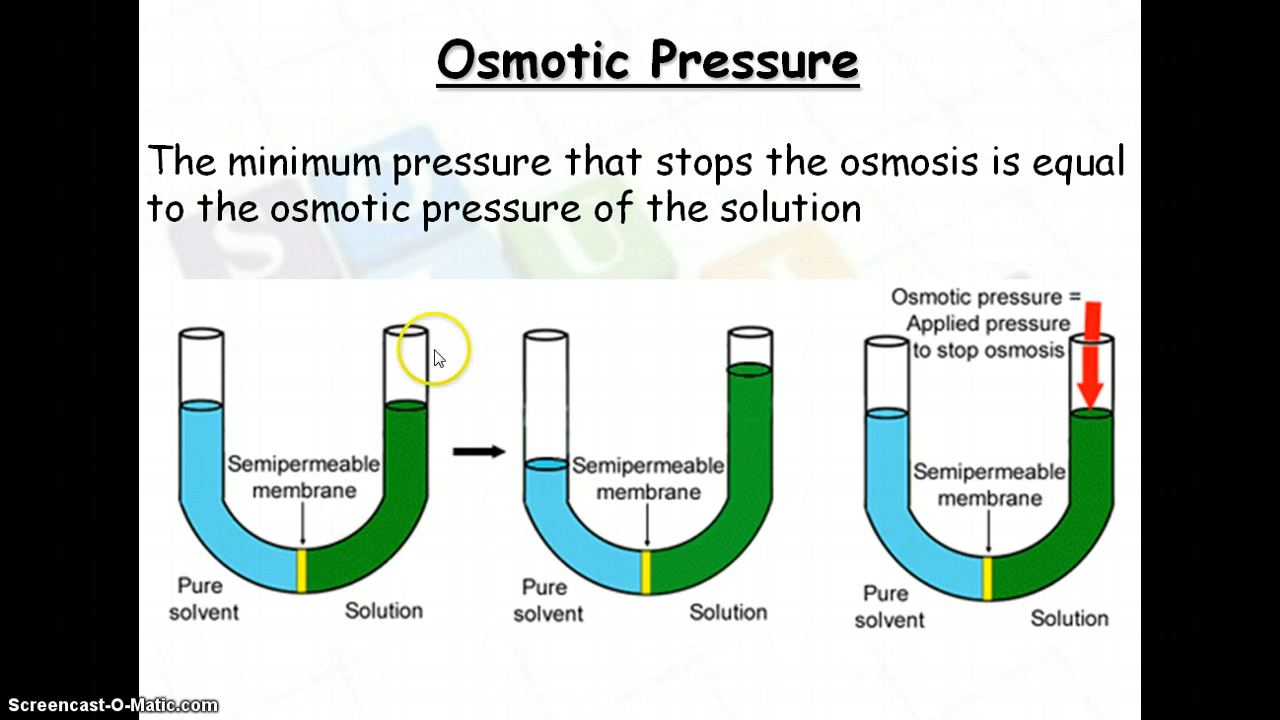 Osmotic Pressure
The minimum pressure that stops the osmosis is equal
to the osmotic pressure of the solution
S O U
Osmotic pressure =
Applied pressure
to stop osmosis
Semipermeable
membrane
Pure
solvent
Solution
Semipermeable
membrane
Pure
solvent
Solution
Semipermeable
membrane
Pure
solvent
Solution
Screencast-O-Matic.com